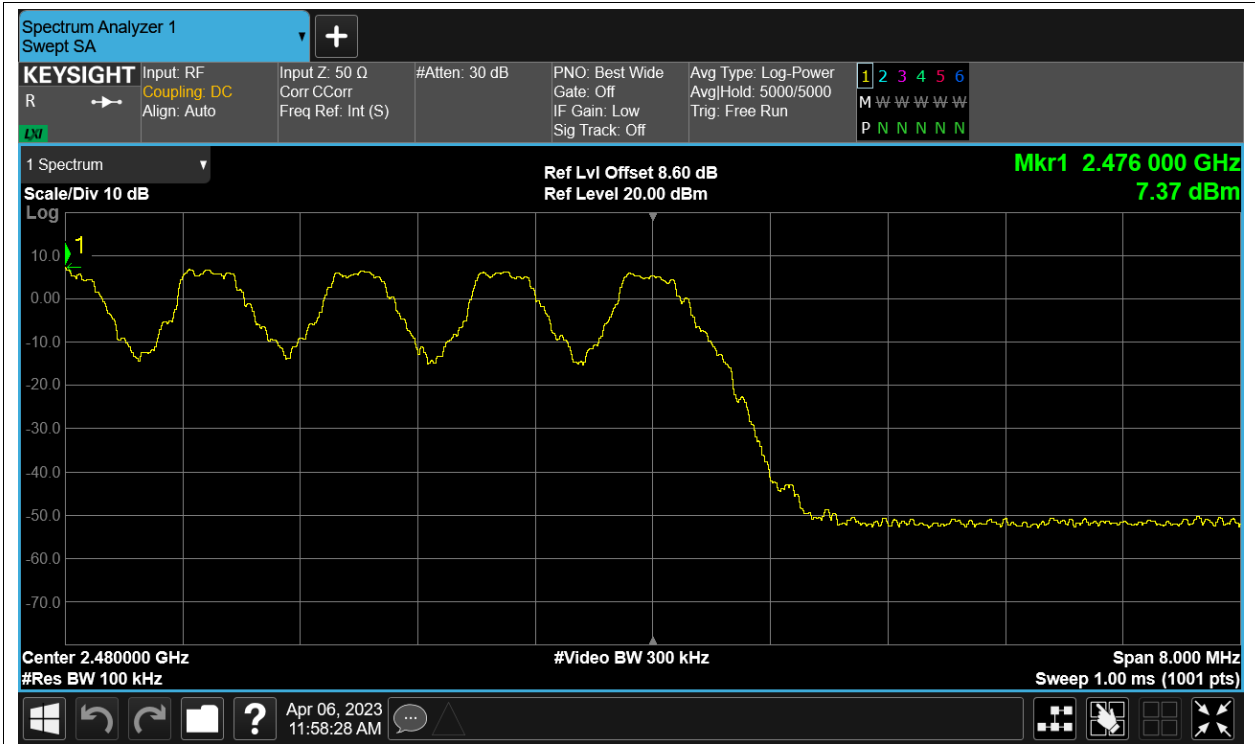 Spectrum Analyzer 1
Swept SA
KEYSIGHT
R
LXI
Input: RF
Coupling: DC
Align: Auto
Input Z: 50 Ω
Corr CCorr
Freq Ref: Int (S)
#Atten: 30 dB
PNO: Best Wide
Gate: Off
IF Gain: Low
Sig Track: Off
Avg Type: Log-Power
Avg|Hold: 5000/5000
Trig: Free Run
1 2 3 4 5 6
M W W W W W
P N N N N N
1 Spectrum
Scale/Div 10 dB
Log
Ref Lvl Offset 8.60 dB
Ref Level 20.00 dBm
Mkr1 2.476 000 GHz
7.37 dBm
1
10.0
0.00
-10.0
-20.0
-30.0
-40.0
-50.0
-60.0
-70.0
Center 2.480000 GHz
#Res BW 100 kHz
#Video BW 300 kHz
Span 8.000 MHz
Sweep 1.00 ms (1001 pts)
?
Apr 06, 2023
11:58:28 AM